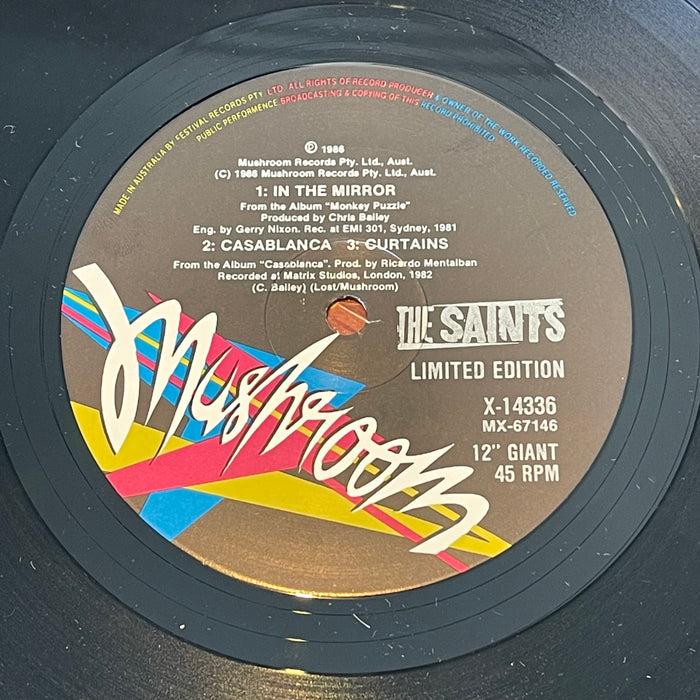 MADE IN AUSTRALIA BY FESTIVAL RECORDS PTY. LTD. ALL RIGHTS OF RECORD PRODUCER & OWNER OF THE WORK RECORDED RESERVED
PUBLIC PERFORMENCE, BROADCASTING & COPYING OF THIS RECORD PROHIBITED
Ⓟ 1986
Mushroom Records Pty. Ltd., Aust.
(C) 1986 Mushroom Records Pty. Ltd., Aust.
1: IN THE MIRROR
From the Album "Monkey Puzzle"
Produced by Chris Bailey
Eng. by Gerry Nixon. Rec. at EMI 301, Sydney, 1981
2: CASABLANCA 3: CURTAINS
From the Album "Casablanca". Prod. by Ricardo Mentalban
Recorded at Matrix Studios, London, 1982
(C. Bailey) (Lost/Mushroom)
THE SAINTS
LIMITED EDITION
X-14336
MX-67146
12" GIANT
45 RPM
Mushroom